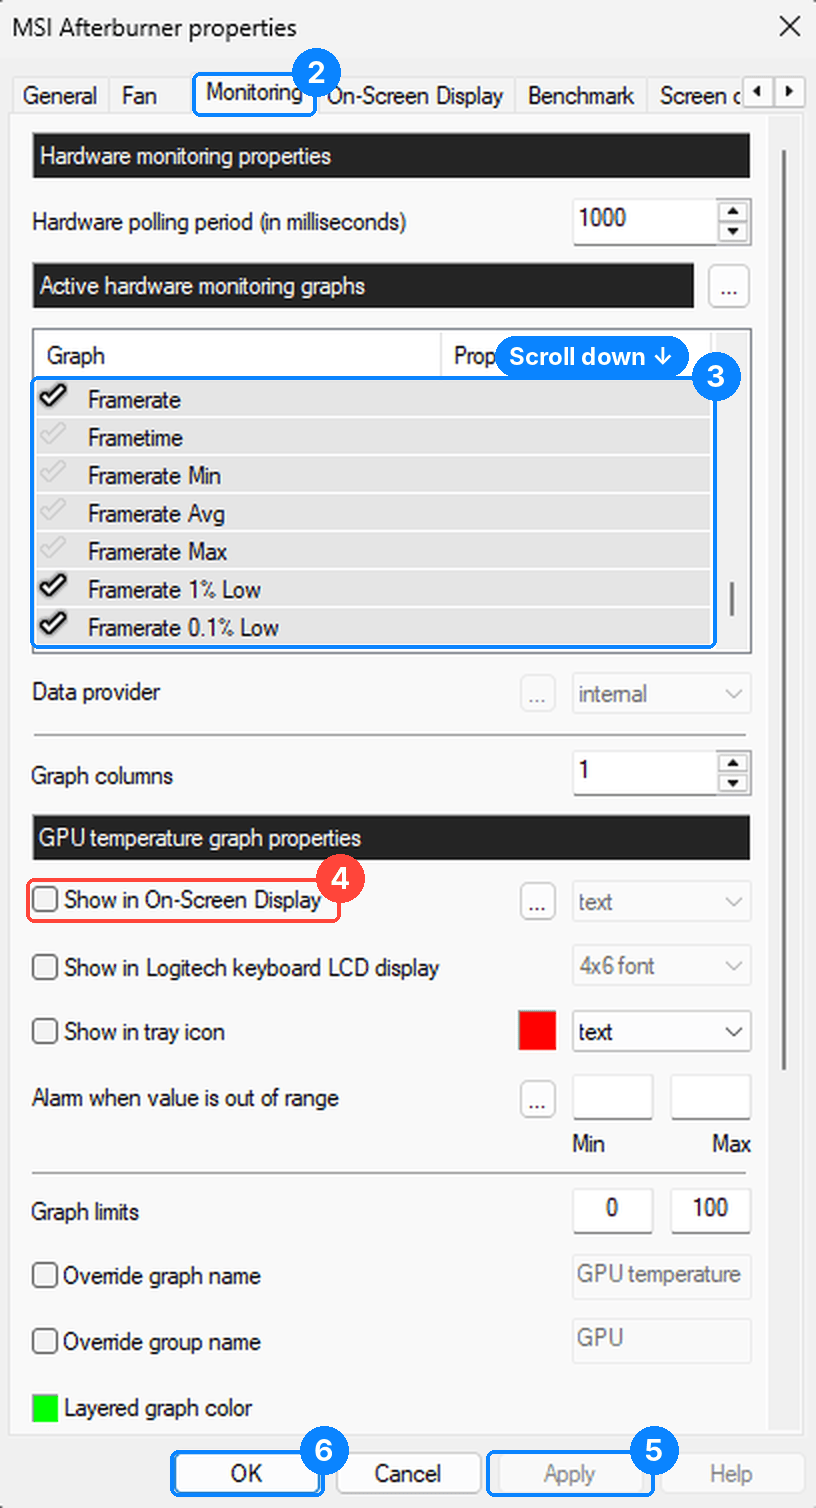 MSI Afterburner properties
2
General Fan Monitoring On-Screen Display Benchmark Screen c
Hardware monitoring properties
Hardware polling period (in milliseconds) 1000
Active hardware monitoring graphs ...
Graph Prop Scroll down ↓
3
Framerate
Frametime
Framerate Min
Framerate Avg
Framerate Max
Framerate 1% Low
Framerate 0.1% Low
Data provider ... internal
Graph columns 1
GPU temperature graph properties
4
Show in On-Screen Display ... text
Show in Logitech keyboard LCD display 4x6 font
Show in tray icon text
Alarm when value is out of range ...
Min Max
Graph limits 0 100
Override graph name GPU temperature
Override group name GPU
Layered graph color
6 5
OK Cancel Apply Help